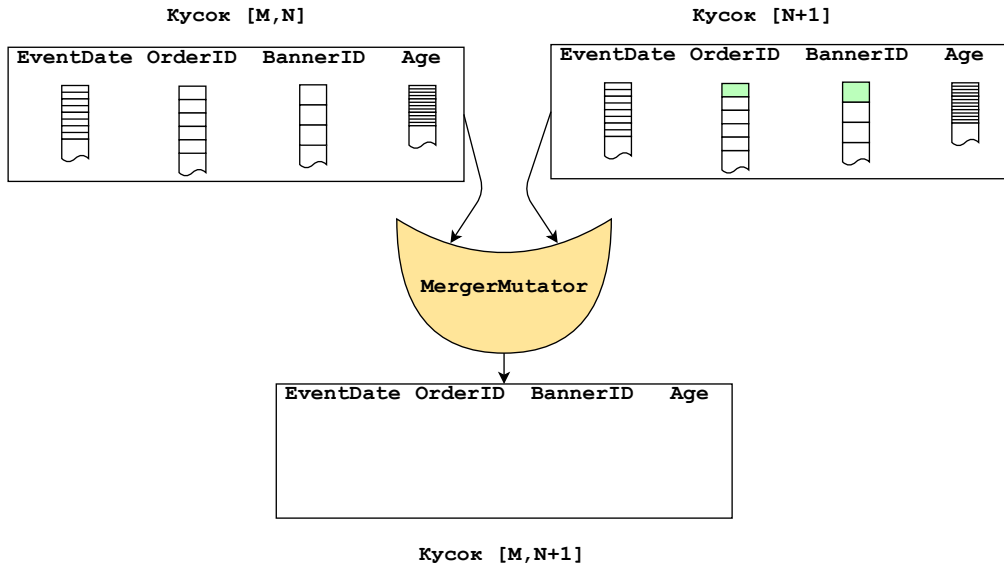 Кусок [M,N]
Кусок [N+1]
EventDate OrderID BannerID Age
EventDate OrderID BannerID Age
MergerMutator
EventDate OrderID BannerID Age
Кусок [M,N+1]